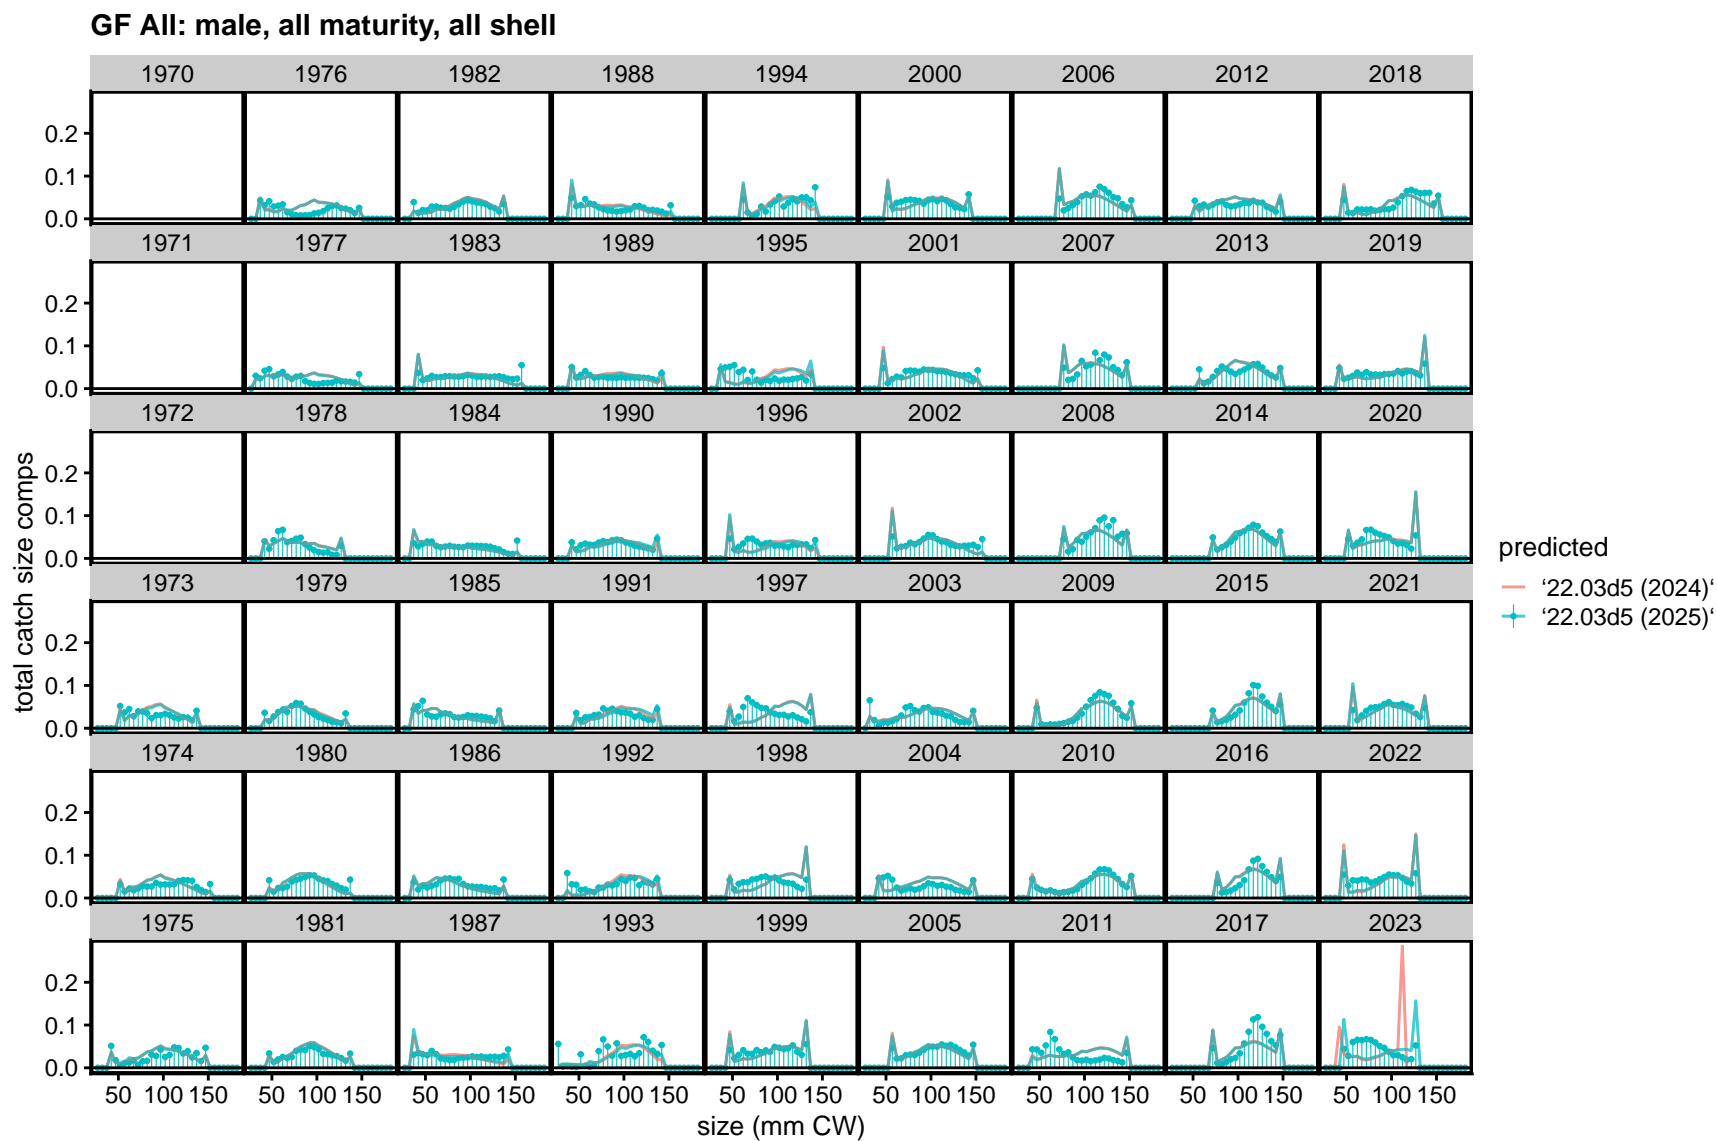 GF All: male, all maturity, all shell
1970 1976 1982 1988 1994 2000 2006 2012 2018
0.2
0.1
0.0
1971 1977 1983 1989 1995 2001 2007 2013 2019
0.2
0.1
0.0
1972 1978 1984 1990 1996 2002 2008 2014 2020
0.2
0.1
0.0
1973 1979 1985 1991 1997 2003 2009 2015 2021
0.2
0.1
0.0
1974 1980 1986 1992 1998 2004 2010 2016 2022
0.2
0.1
0.0
1975 1981 1987 1993 1999 2005 2011 2017 2023
0.2
0.1
0.0
50 100 150 50 100 150 50 100 150 50 100 150 50 100 150 50 100 150 50 100 150 50 100 150 50 100 150
size (mm CW)
total catch size comps
predicted
‘22.03d5 (2024)‘
‘22.03d5 (2025)‘